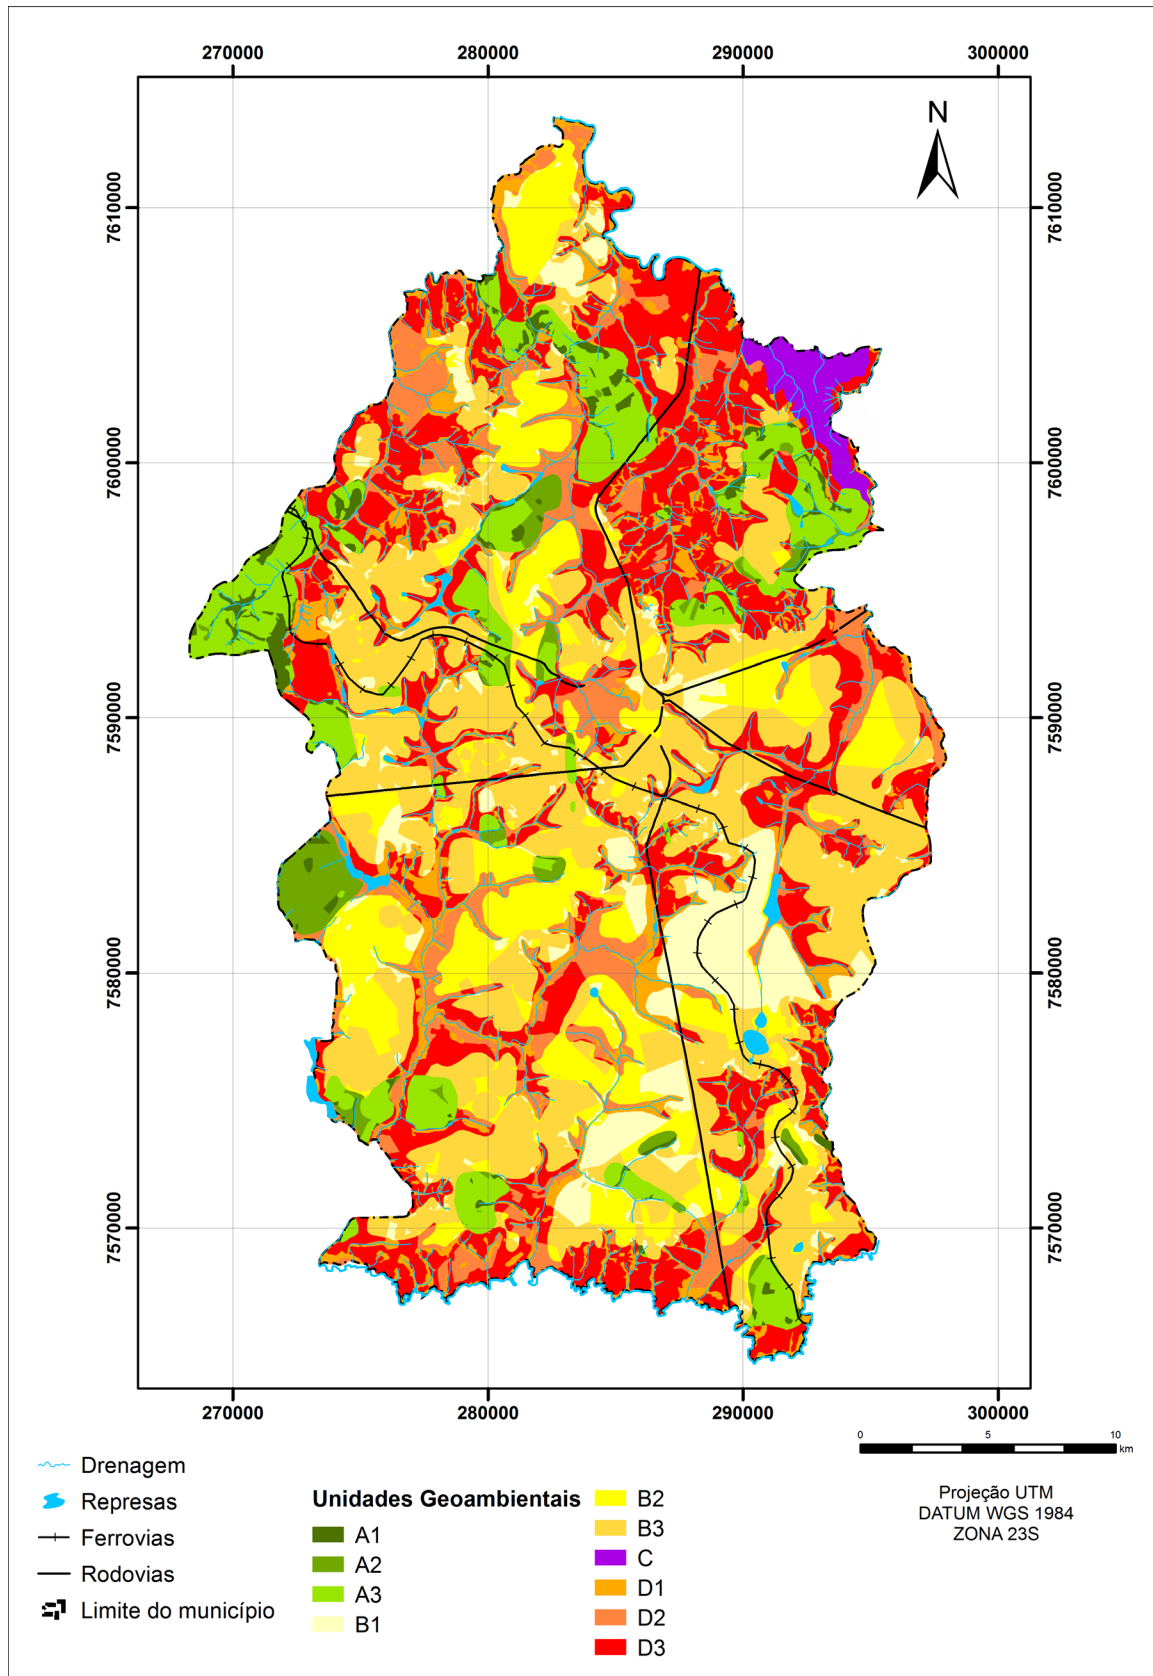 270000 280000 290000 300000
N
7610000 7610000
7600000 7600000
7590000 7590000
7580000 7580000
7570000 7570000
270000 280000 290000 300000
0 5 10
km
Drenagem
Represas
Ferrovias
Rodovias
Limite do município
Unidades Geoambientais
A1
A2
A3
B1
B2
B3
C
D1
D2
D3
Projeção UTM
DATUM WGS 1984
ZONA 23S